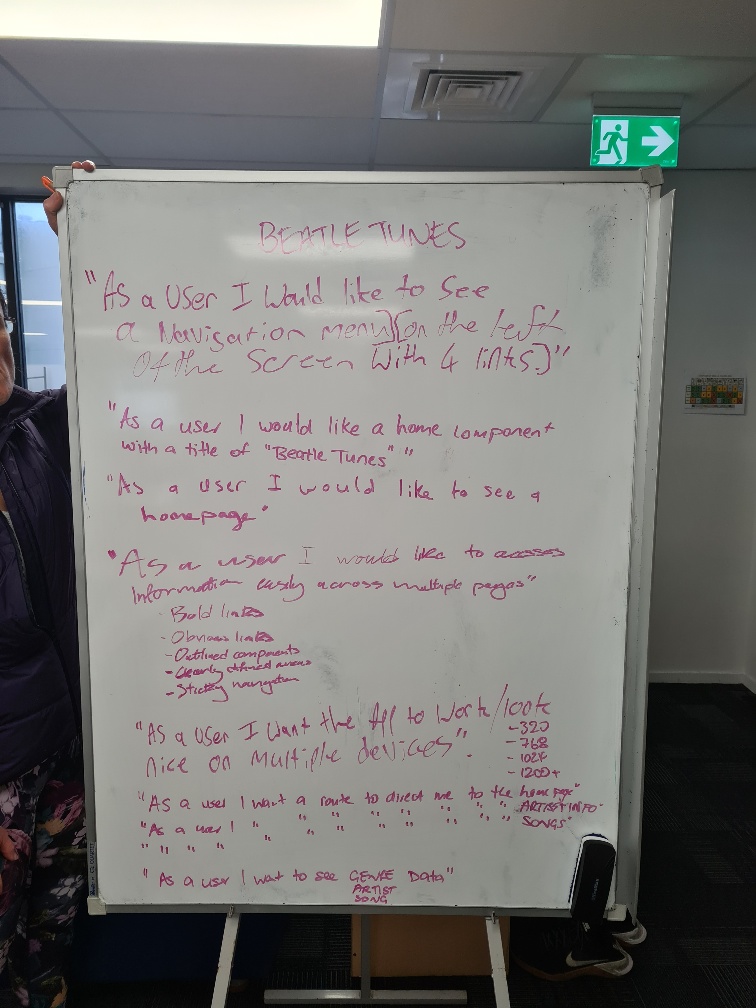 BEATLE TUNES
"As a User I Would like to See
a Navigation menu][on the left
Of the Screen With 4 links.]"
"As a user I would like a home component
with a title of "Beatle Tunes" "
"As a user I would like to see a
homepage"
"As a user I would like to access
Information easily across multiple pages"
- Bold links
- Obvious links
- Outlined components
- Clearly defined areas
- Sticky navigation
"As a User I Want the App to Work/look
nice on Multiple devices".
- 320
- 768
- 1024
- 1200+
"As a user I want a route to direct me to the home page"
"As a user I " " " " " " " " ARTIST INFO"
" " " " " " " " " " " " SONGS"
"As a user I want to see GENRE Data"
ARTIST
SONG